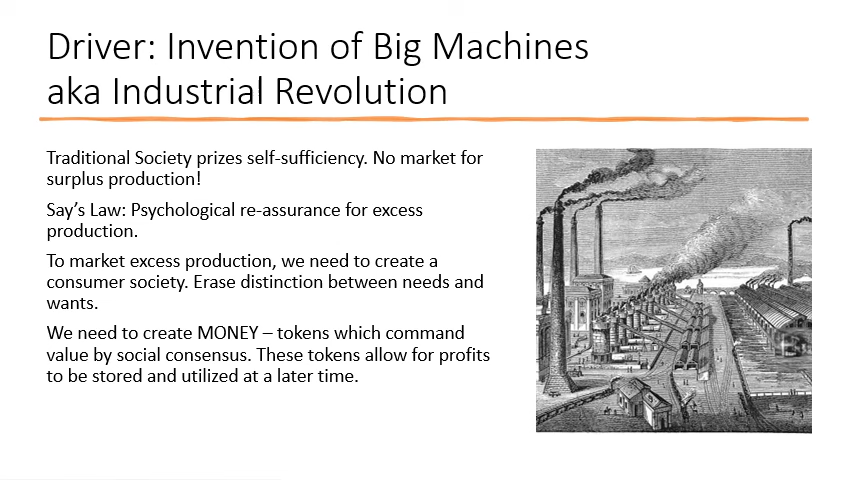 Driver: Invention of Big Machines
aka Industrial Revolution
Traditional Society prizes self-sufficiency. No market for
surplus production!
Say's Law: Psychological re-assurance for excess
production.
To market excess production, we need to create a
consumer society. Erase distinction between needs and
wants.
We need to create MONEY – tokens which command
value by social consensus. These tokens allow for profits
to be stored and utilized at a later time.